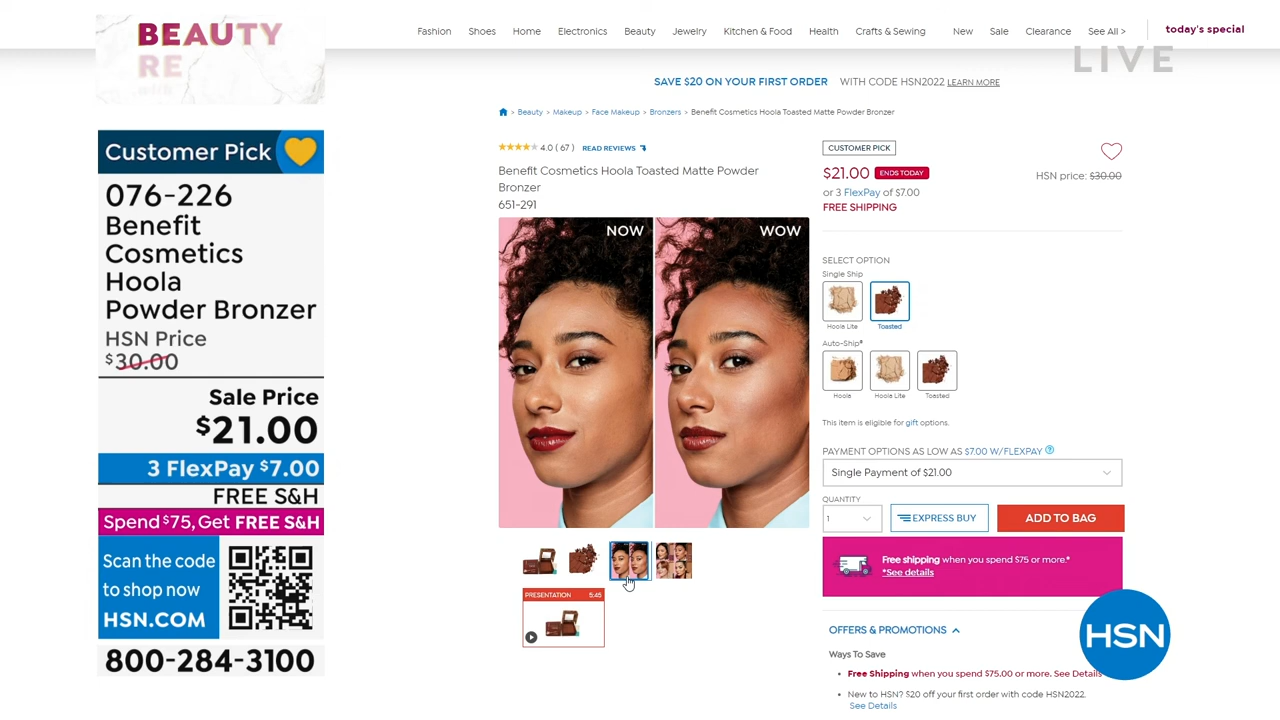 BEAUTY
RE
Customer Pick
076-226
Benefit
Cosmetics
Hoola
Powder Bronzer
HSN Price
$30.00
Sale Price
$21.00
3 FlexPay $7.00
FREE S&H
Spend $75, Get FREE S&H
Scan the code
to shop now
HSN.COM
800-284-3100
Fashion Shoes Home Electronics Beauty Jewelry Kitchen & Food Health Crafts & Sewing New Sale Clearance See All > today's special
LIVE
SAVE $20 ON YOUR FIRST ORDER WITH CODE HSN2022 LEARN MORE
> Beauty > Makeup > Face Makeup > Bronzers > Benefit Cosmetics Hoola Toasted Matte Powder Bronzer
4.0 ( 67 ) READ REVIEWS
Benefit Cosmetics Hoola Toasted Matte Powder
Bronzer
651-291
NOW
WOW
PRESENTATION 5:45
CUSTOMER PICK
$21.00 ENDS TODAY
HSN price: $30.00
or 3 FlexPay of $7.00
FREE SHIPPING
SELECT OPTION
Single Ship
Hoola Lite
Toasted
Auto-Ship®
Hoola
Hoola Lite
Toasted
This item is eligible for gift options.
PAYMENT OPTIONS AS LOW AS $7.00 W/FLEXPAY ?
Single Payment of $21.00
QUANTITY
1
EXPRESS BUY
ADD TO BAG
Free shipping when you spend $75 or more.*
*See details
OFFERS & PROMOTIONS
Ways To Save
• Free Shipping when you spend $75.00 or more. See Details
• New to HSN? $20 off your first order with code HSN2022.
See Details
HSN